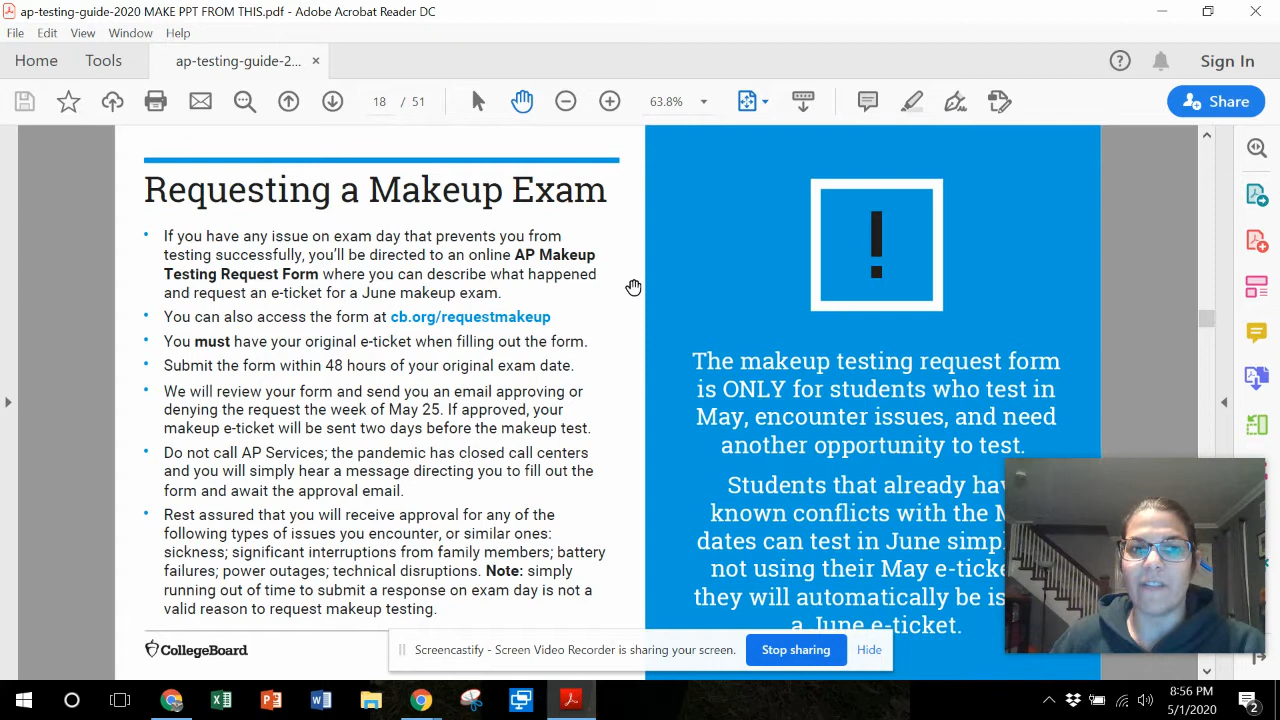 ap-testing-guide-2020 MAKE PPT FROM THIS.pdf - Adobe Acrobat Reader DC
File Edit View Window Help
Home Tools ap-testing-guide-2... × Sign In
18 / 51 63.8% Share
Requesting a Makeup Exam
• If you have any issue on exam day that prevents you from
testing successfully, you'll be directed to an online AP Makeup
Testing Request Form where you can describe what happened
and request an e-ticket for a June makeup exam.
• You can also access the form at cb.org/requestmakeup
• You must have your original e-ticket when filling out the form.
• Submit the form within 48 hours of your original exam date.
• We will review your form and send you an email approving or
denying the request the week of May 25. If approved, your
makeup e-ticket will be sent two days before the makeup test.
• Do not call AP Services; the pandemic has closed call centers
and you will simply hear a message directing you to fill out the
form and await the approval email.
• Rest assured that you will receive approval for any of the
following types of issues you encounter, or similar ones:
sickness; significant interruptions from family members; battery
failures; power outages; technical disruptions. Note: simply
running out of time to submit a response on exam day is not a
valid reason to request makeup testing.
CollegeBoard
!
The makeup testing request form
is ONLY for students who test in
May, encounter issues, and need
another opportunity to test.
Students that already hav
known conflicts with the
dates can test in June simp
not using their May e-ticke
they will automatically be is
a June e-ticket.
Screencastify - Screen Video Recorder is sharing your screen. Stop sharing Hide
8:56 PM
5/1/2020
2